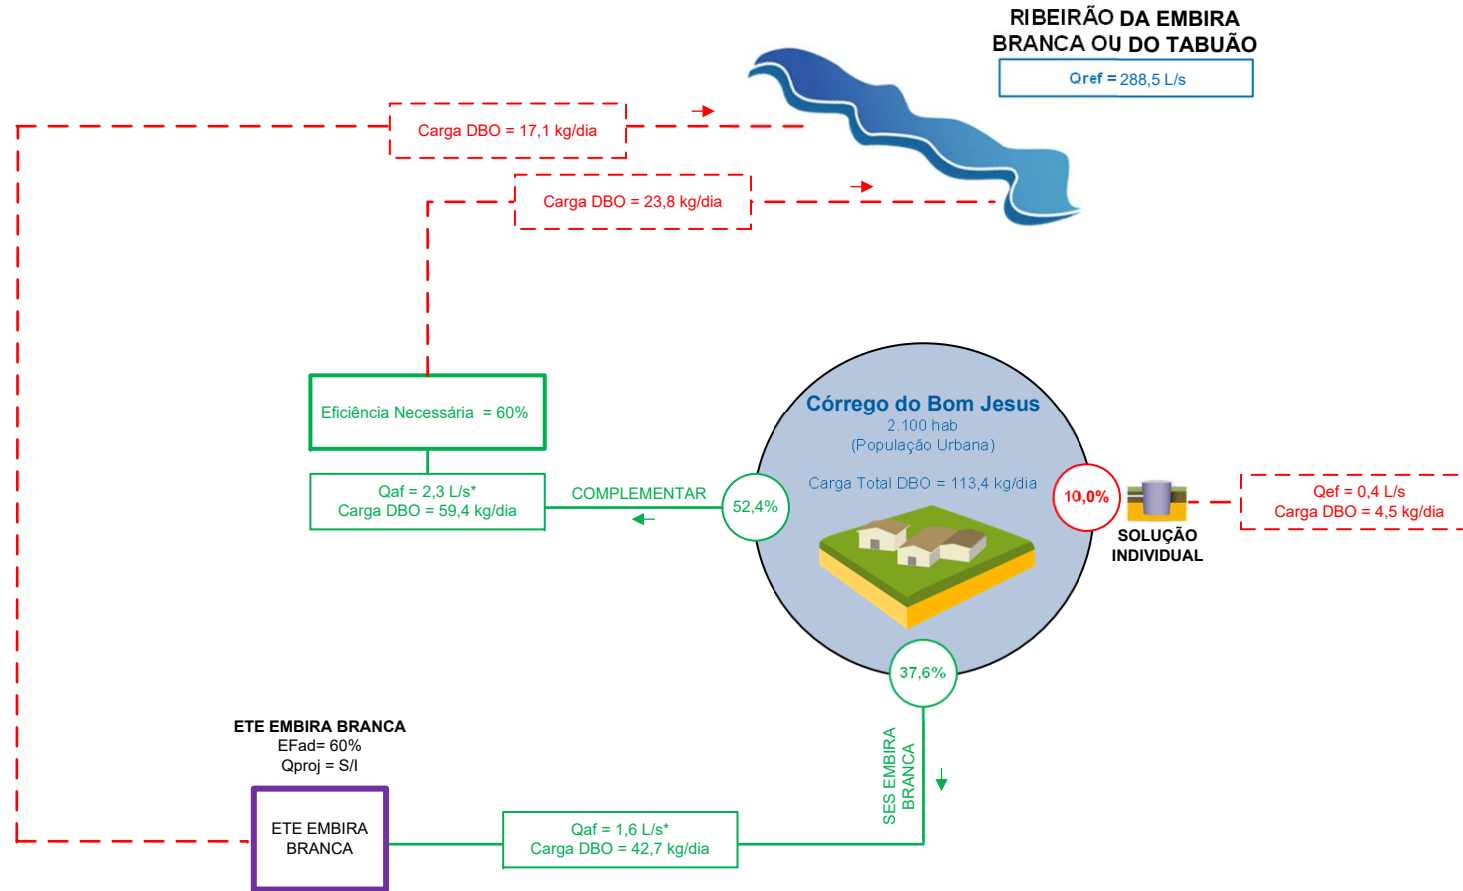 RIBEIRÃO DA EMBIRA
BRANCA OU DO TABUÃO
Qref = 288,5 L/s
Carga DBO = 17,1 kg/dia
Carga DBO = 23,8 kg/dia
Eficiência Necessária = 60%
Qaf = 2,3 L/s*
Carga DBO = 59,4 kg/dia
COMPLEMENTAR
52,4%
Córrego do Bom Jesus
2.100 hab
(População Urbana)
Carga Total DBO = 113,4 kg/dia
10,0%
SOLUÇÃO
INDIVIDUAL
Qef = 0,4 L/s
Carga DBO = 4,5 kg/dia
37,6%
SES EMBIRA
BRANCA
ETE EMBIRA BRANCA
EFad= 60%
Qproj = S/I
ETE EMBIRA
BRANCA
Qaf = 1,6 L/s*
Carga DBO = 42,7 kg/dia